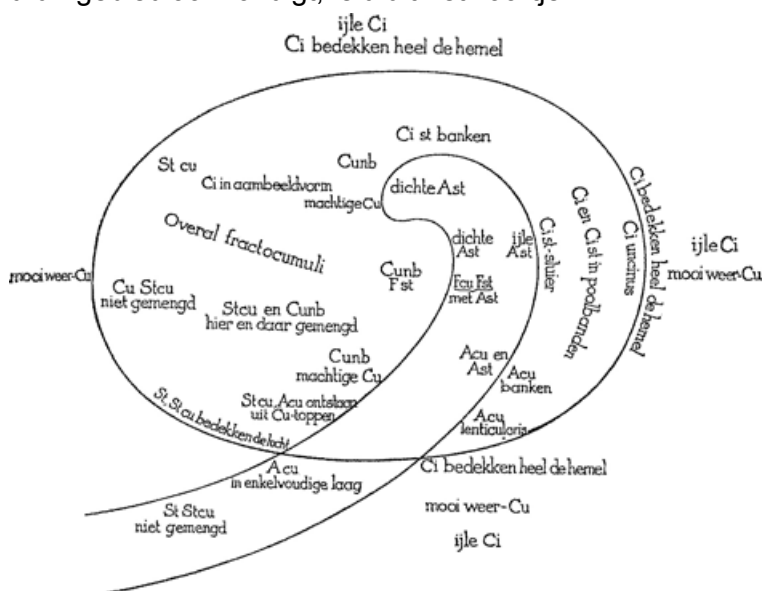 ijle Ci
Ci bedekken heel de hemel
Ci st banken
St cu
Cunb
Ci in aambeeldvorm
machtige Cu
dichte Ast
Overal fractocumuli
dichte
Ast
ijle
Ast
Ci st-sluier
Ci en Ci st in poolbanden
Ci uncinus
Ci bedekken heel de hemel
ijle Ci
mooi weer-Cu
mooi weer-Cu
Cu Stcu
niet gemengd
Cunb
Fst
Fcu Fst
met Ast
Stcu en Cunb
hier en daar gemengd
Cunb
machtige Cu
Acu en
Ast
Acu
banken
St cu, Acu ontstaan
uit Cu-toppen
St, St cu bedekken de lucht
Acu
lenticularis
Acu
in enkelvoudige laag
Ci bedekken heel de hemel
St Stcu
niet gemengd
mooi weer-Cu
ijle Ci